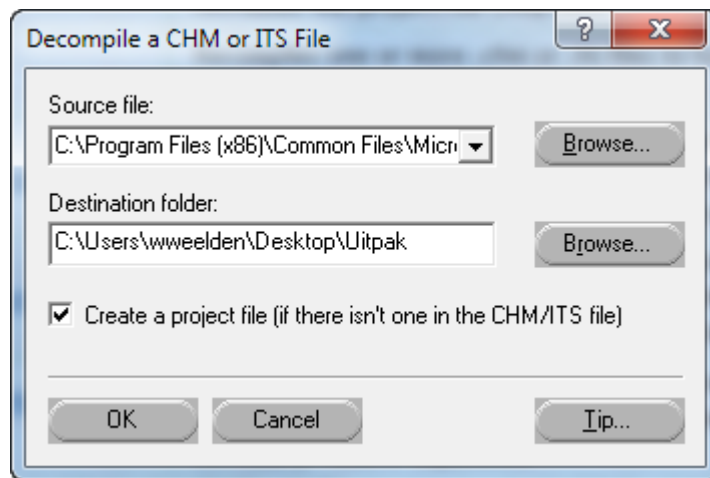 Decompile a CHM or ITS File
Source file:
C:\Program Files (x86)\Common Files\Micr
Browse...
Destination folder:
C:\Users\wweelden\Desktop\Uitpak
Browse...
Create a project file (if there isn't one in the CHM/ITS file)
OK Cancel Tip...